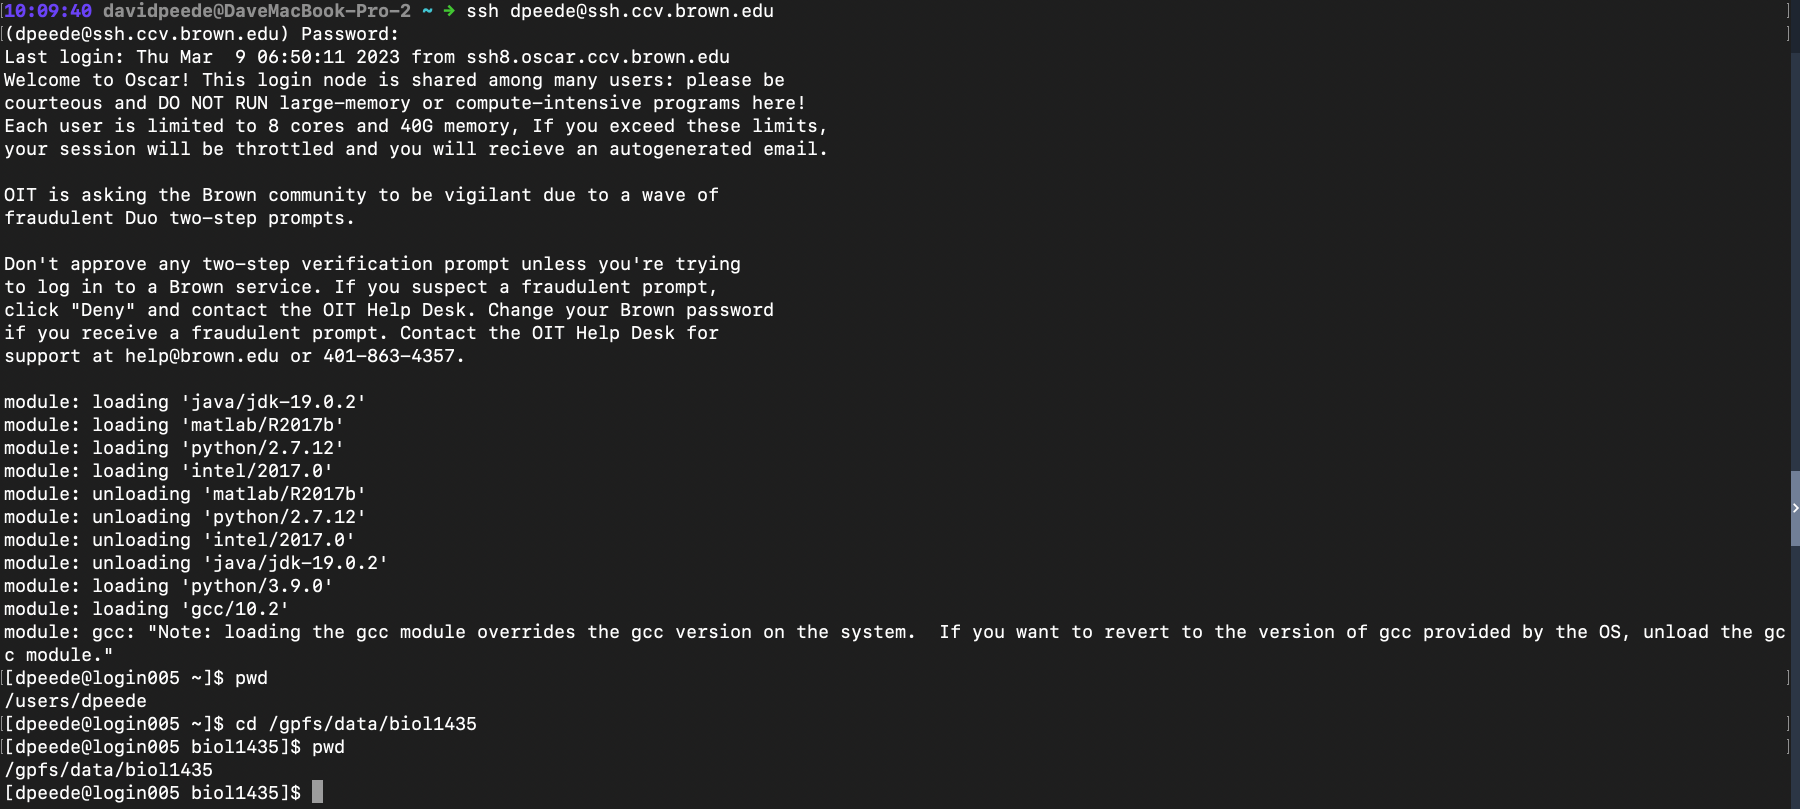 [10:09:40 davidpeede@DaveMacBook-Pro-2 ~ → ssh dpeede@ssh.ccv.brown.edu ]
[(dpeede@ssh.ccv.brown.edu) Password: ]
Last login: Thu Mar  9 06:50:11 2023 from ssh8.oscar.ccv.brown.edu
Welcome to Oscar! This login node is shared among many users: please be
courteous and DO NOT RUN large-memory or compute-intensive programs here!
Each user is limited to 8 cores and 40G memory, If you exceed these limits,
your session will be throttled and you will recieve an autogenerated email.

OIT is asking the Brown community to be vigilant due to a wave of
fraudulent Duo two-step prompts.

Don't approve any two-step verification prompt unless you're trying
to log in to a Brown service. If you suspect a fraudulent prompt,
click "Deny" and contact the OIT Help Desk. Change your Brown password
if you receive a fraudulent prompt. Contact the OIT Help Desk for
support at help@brown.edu or 401-863-4357.

module: loading 'java/jdk-19.0.2'
module: loading 'matlab/R2017b'
module: loading 'python/2.7.12'
module: loading 'intel/2017.0'
module: unloading 'matlab/R2017b'
module: unloading 'python/2.7.12'
module: unloading 'intel/2017.0'
module: unloading 'java/jdk-19.0.2'
module: loading 'python/3.9.0'
module: loading 'gcc/10.2'
module: gcc: "Note: loading the gcc module overrides the gcc version on the system.  If you want to revert to the version of gcc provided by the OS, unload the gc
c module."
[[dpeede@login005 ~]$ pwd ]
/users/dpeede
[[dpeede@login005 ~]$ cd /gpfs/data/biol1435 ]
[[dpeede@login005 biol1435]$ pwd ]
/gpfs/data/biol1435
[dpeede@login005 biol1435]$